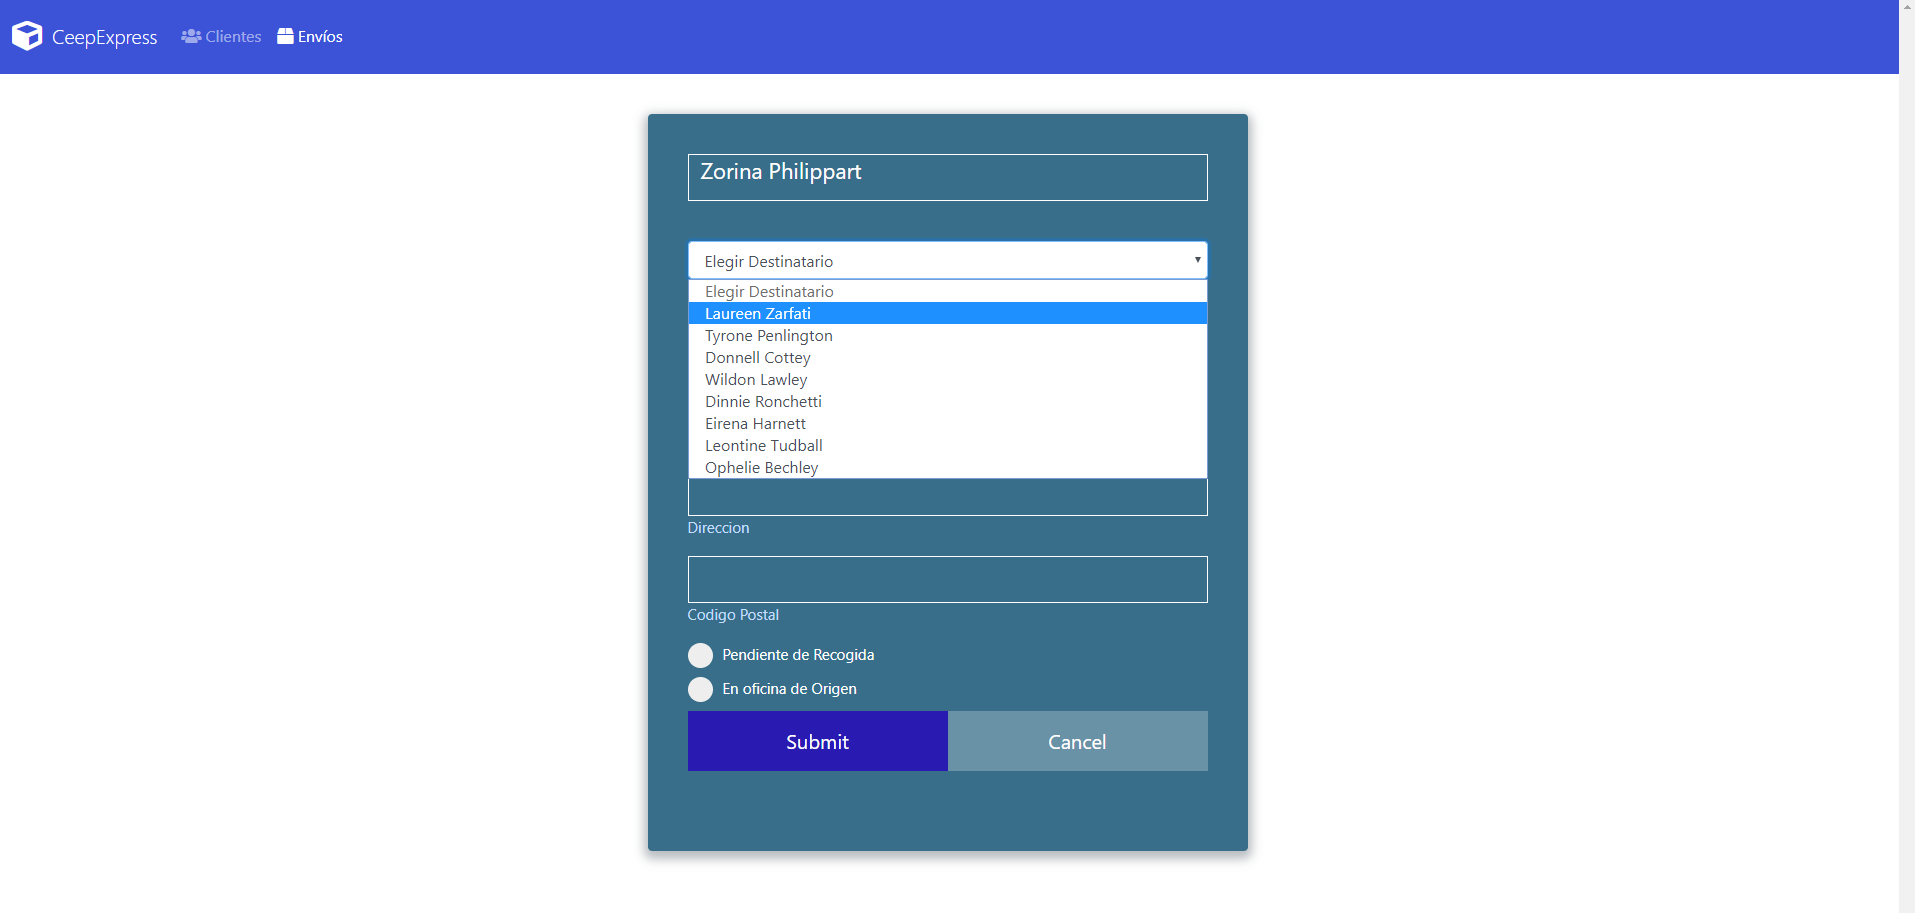 CeepExpress Clientes Envíos
Zorina Philippart
Elegir Destinatario
Elegir Destinatario
Laureen Zarfati
Tyrone Penlington
Donnell Cottey
Wildon Lawley
Dinnie Ronchetti
Eirena Harnett
Leontine Tudball
Ophelie Bechley
Direccion
Codigo Postal
Pendiente de Recogida
En oficina de Origen
Submit Cancel